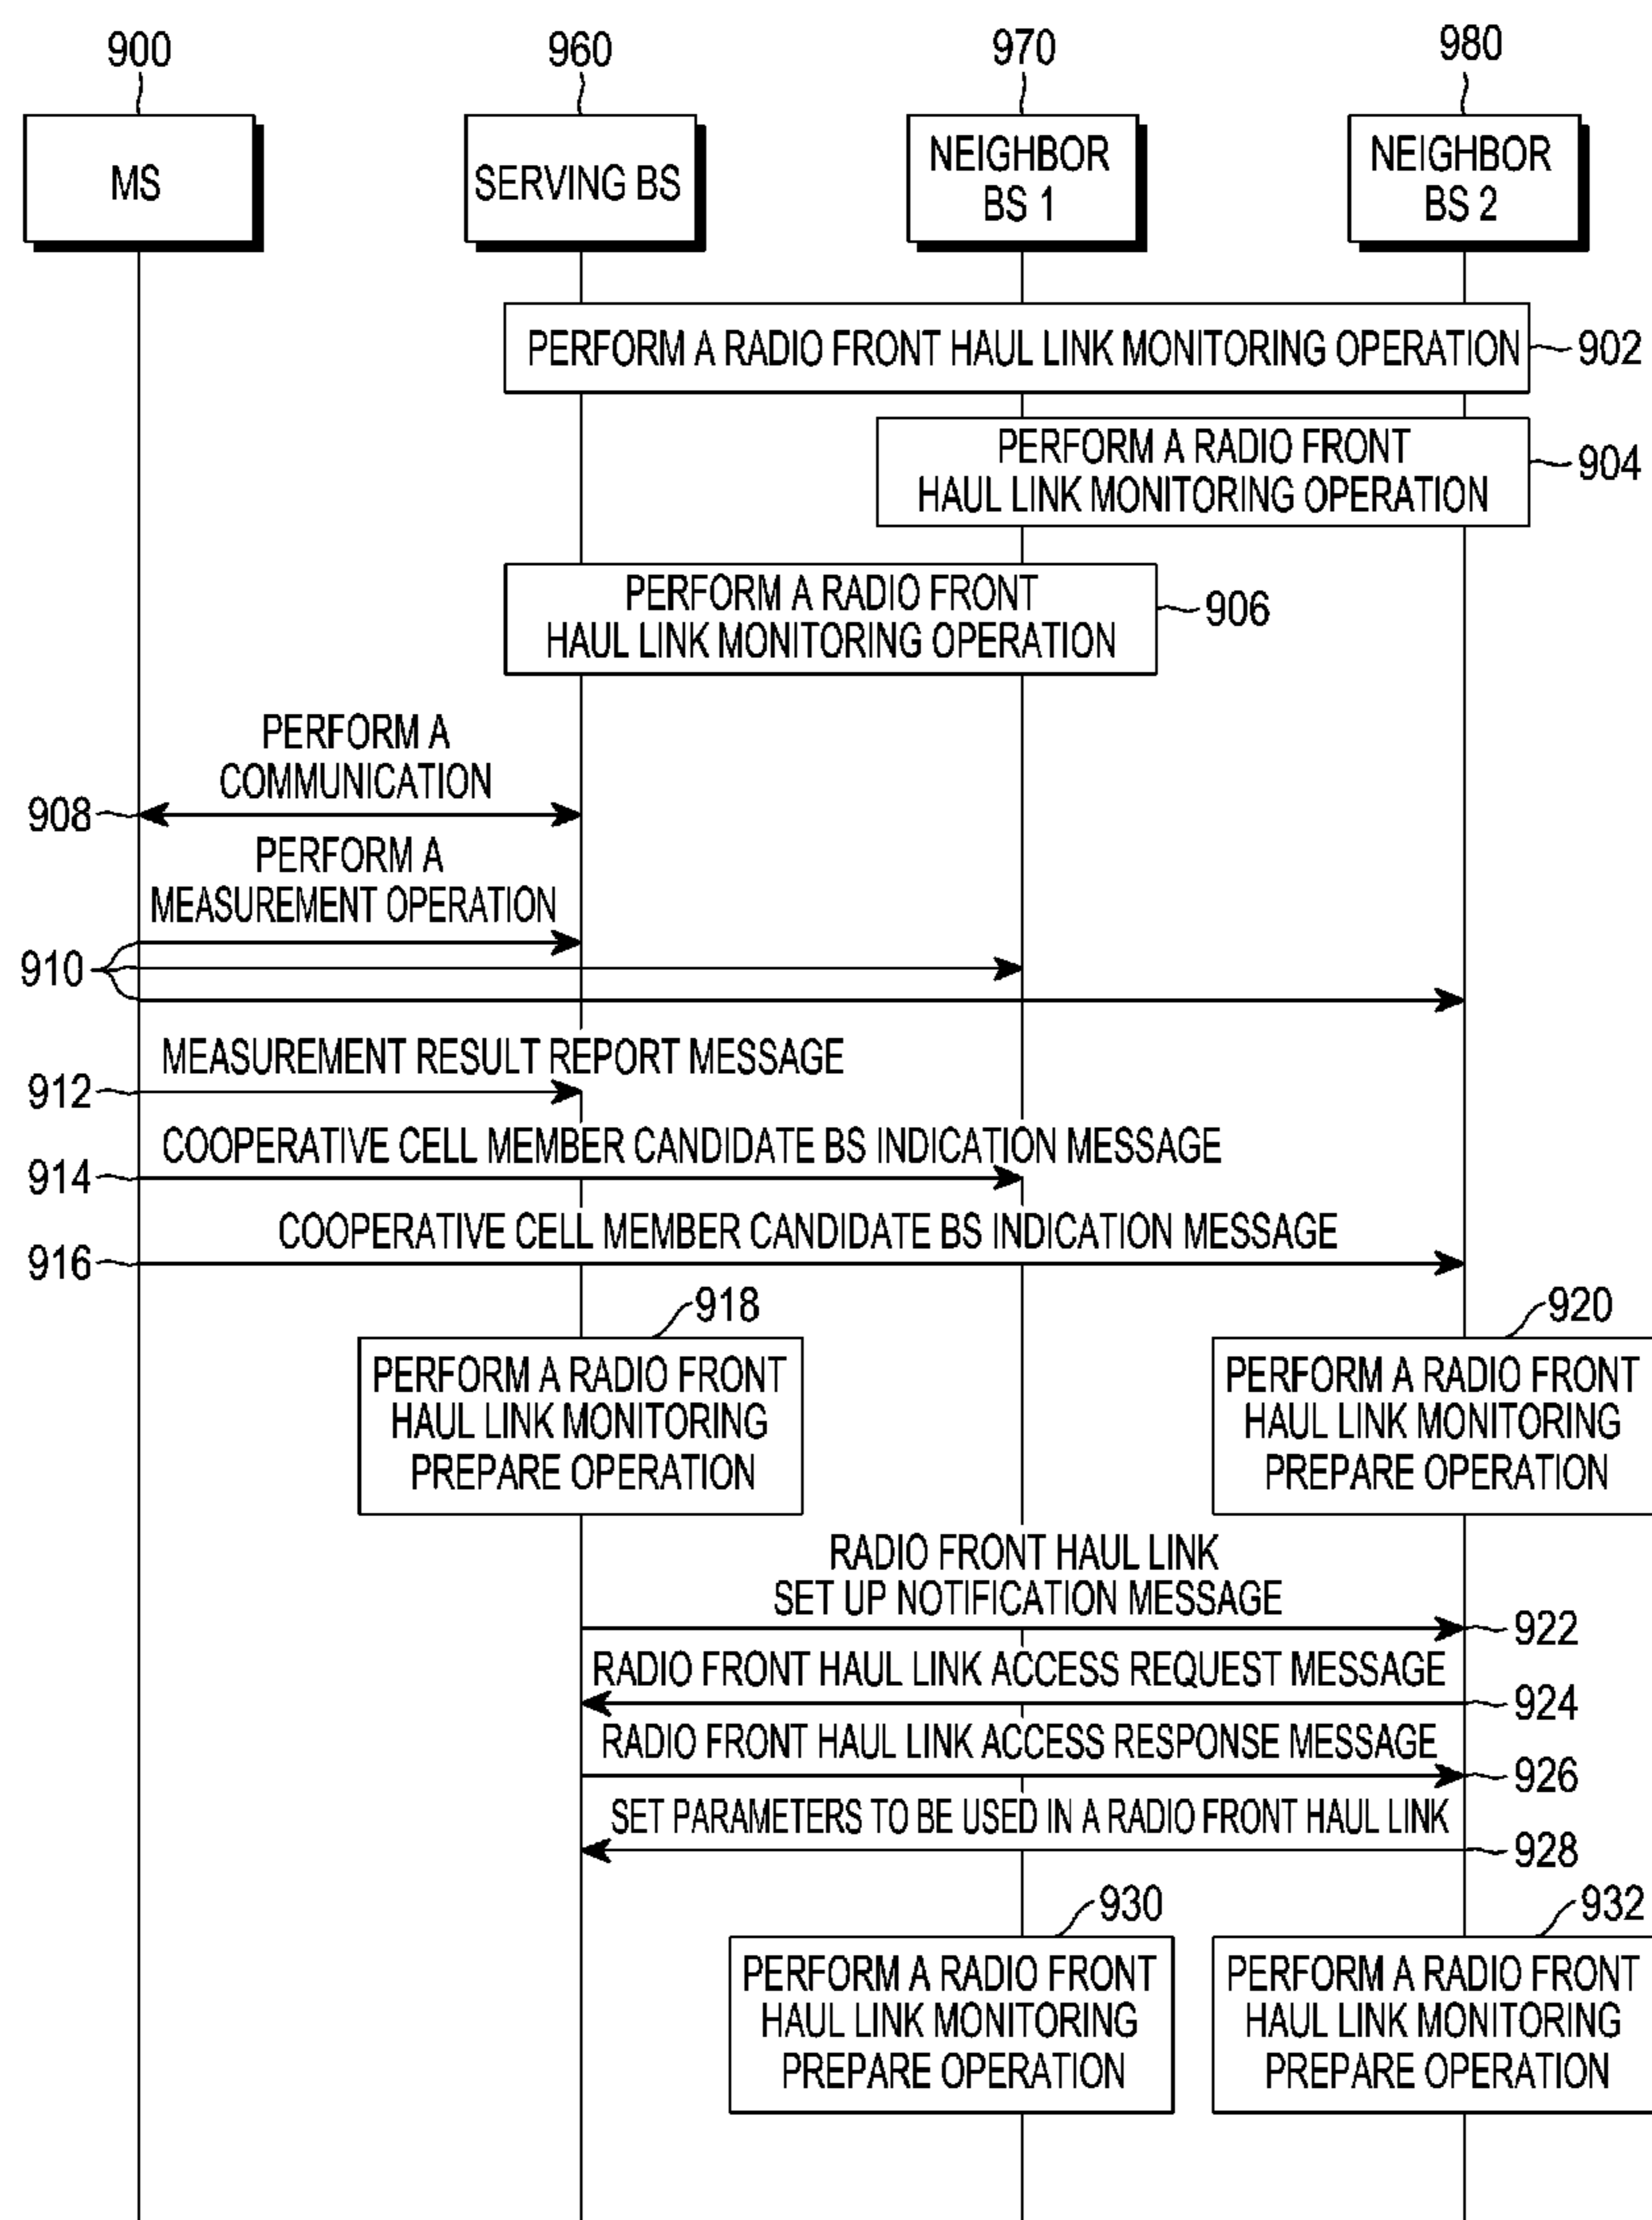 900
960
970
980
MS
SERVING BS
NEIGHBOR
BS 1
NEIGHBOR
BS 2
PERFORM A RADIO FRONT HAUL LINK MONITORING OPERATION
902
PERFORM A RADIO FRONT
HAUL LINK MONITORING OPERATION
904
PERFORM A RADIO FRONT
HAUL LINK MONITORING OPERATION
906
PERFORM A
COMMUNICATION
908
PERFORM A
MEASUREMENT OPERATION
910
MEASUREMENT RESULT REPORT MESSAGE
912
COOPERATIVE CELL MEMBER CANDIDATE BS INDICATION MESSAGE
914
COOPERATIVE CELL MEMBER CANDIDATE BS INDICATION MESSAGE
916
918
PERFORM A RADIO FRONT
HAUL LINK MONITORING
PREPARE OPERATION
920
PERFORM A RADIO FRONT
HAUL LINK MONITORING
PREPARE OPERATION
RADIO FRONT HAUL LINK
SET UP NOTIFICATION MESSAGE
922
RADIO FRONT HAUL LINK ACCESS REQUEST MESSAGE
924
RADIO FRONT HAUL LINK ACCESS RESPONSE MESSAGE
926
SET PARAMETERS TO BE USED IN A RADIO FRONT HAUL LINK
928
930
PERFORM A RADIO FRONT
HAUL LINK MONITORING
PREPARE OPERATION
932
PERFORM A RADIO FRONT
HAUL LINK MONITORING
PREPARE OPERATION